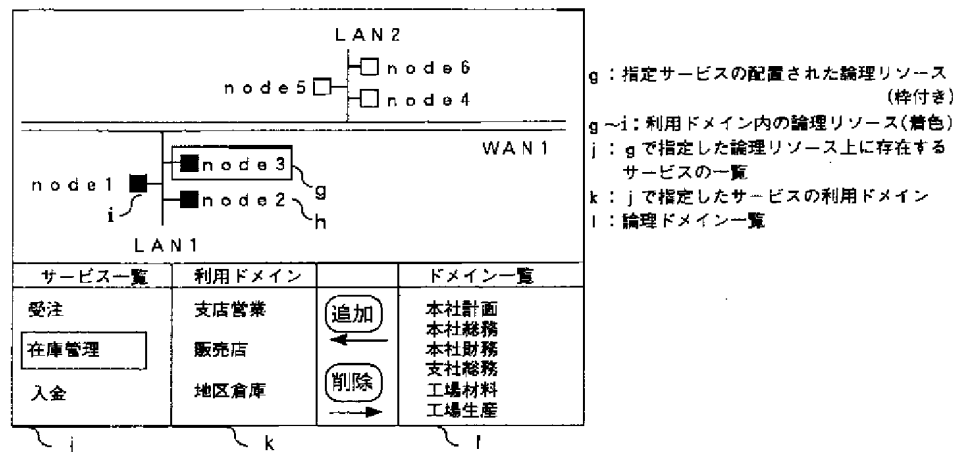 LAN2
node6
node5
node4
WAN1
node3
node1
node2
g
i
h
LAN1
サービス一覧 利用ドメイン ドメイン一覧
受注 支店営業 追加 本社計画
本社総務
在庫管理 販売店 本社財務
支社総務
入金 地区倉庫 削除 工場材料
工場生産
j k l
g:指定サービスの配置された論理リソース
(枠付き)
g~i:利用ドメイン内の論理リソース(着色)
j:gで指定した論理リソース上に存在する
サービスの一覧
k:jで指定したサービスの利用ドメイン
l:論理ドメイン一覧